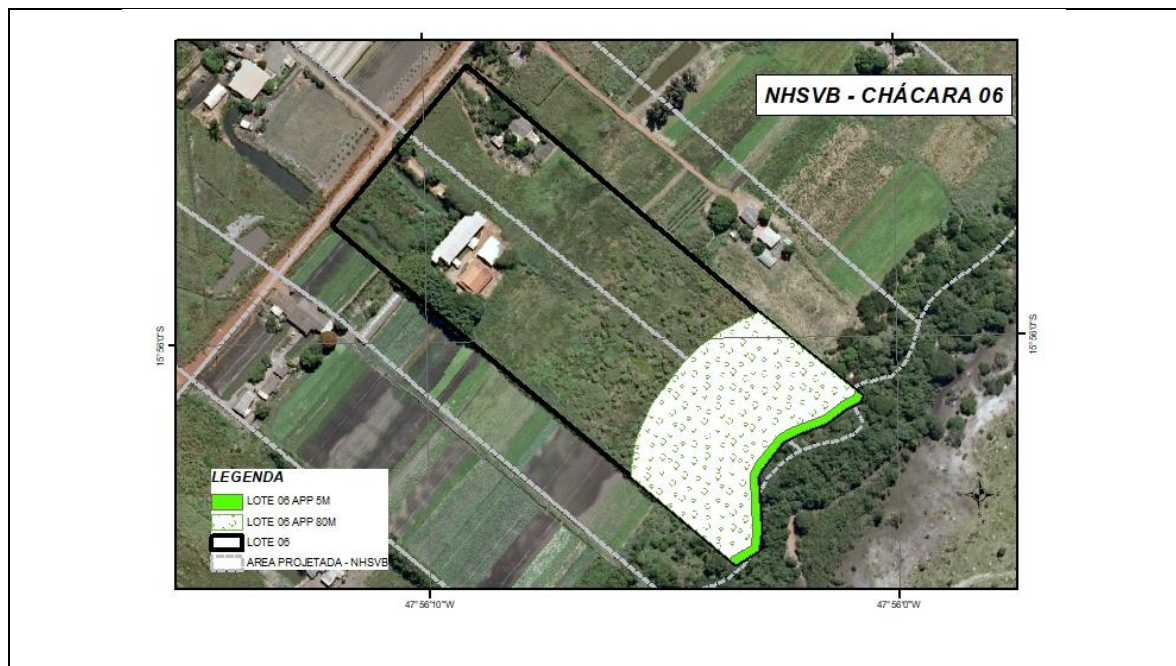 NHSVB - CHÁCARA 06
15°56'0"S
15°56'0"S
LEGENDA
LOTE 06 APP 5M
LOTE 06 APP 80M
LOTE 06
AREA PROJETADA - NHSVB
47°56'10"W
47°56'0"W